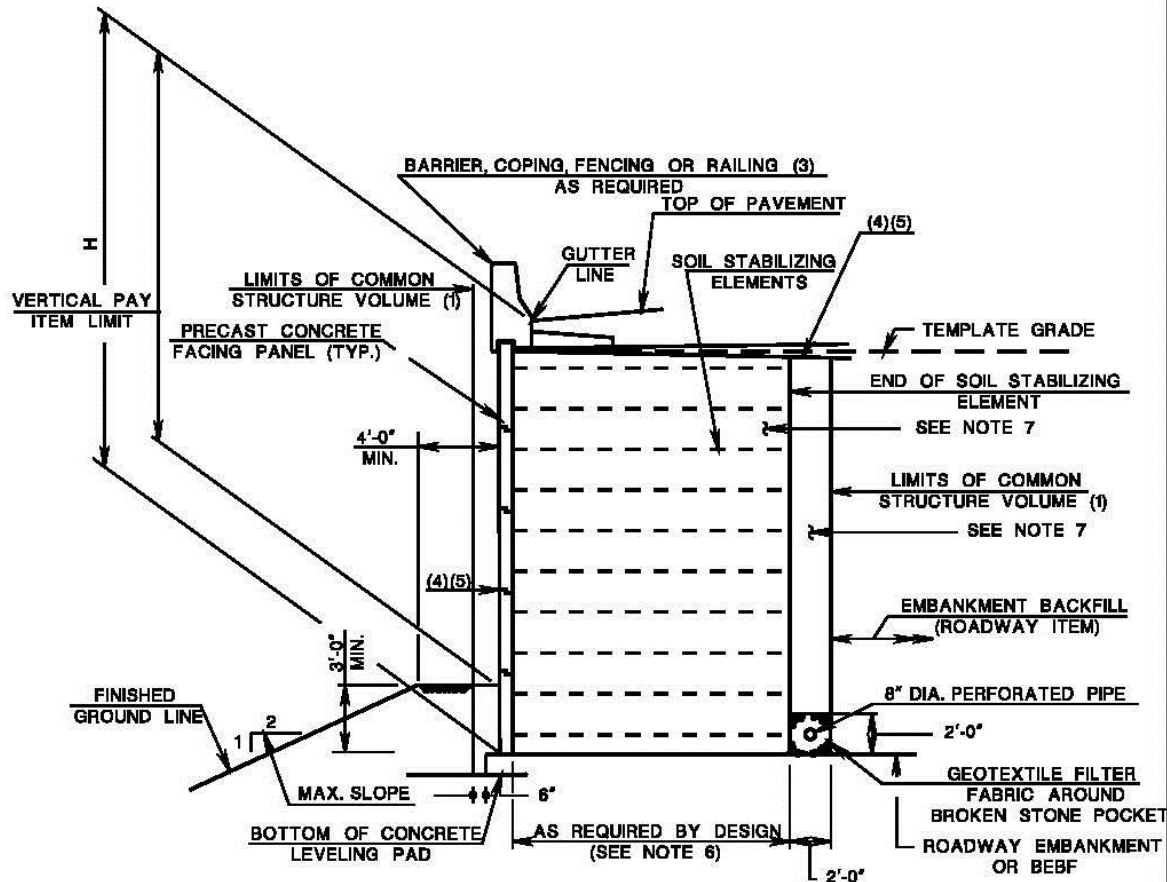 BARRIER, COPING, FENCING OR RAILING (3)
AS REQUIRED
TOP OF PAVEMENT
(4)(5)
GUTTER
LINE
SOIL STABILIZING
ELEMENTS
H
LIMITS OF COMMON
STRUCTURE VOLUME (1)
VERTICAL PAY
ITEM LIMIT
PRECAST CONCRETE
FACING PANEL (TYP.)
TEMPLATE GRADE
END OF SOIL STABILIZING
ELEMENT
SEE NOTE 7
4'-0"
MIN.
LIMITS OF COMMON
STRUCTURE VOLUME (1)
SEE NOTE 7
(4)(5)
EMBANKMENT BACKFILL
(ROADWAY ITEM)
3'-0"
MIN.
FINISHED
GROUND LINE
2
1
8" DIA. PERFORATED PIPE
2'-0"
MAX. SLOPE
6"
GEOTEXTILE FILTER
FABRIC AROUND
BROKEN STONE POCKET
BOTTOM OF CONCRETE
LEVELING PAD
AS REQUIRED BY DESIGN
(SEE NOTE 6)
ROADWAY EMBANKMENT
OR BEBF
2'-0"